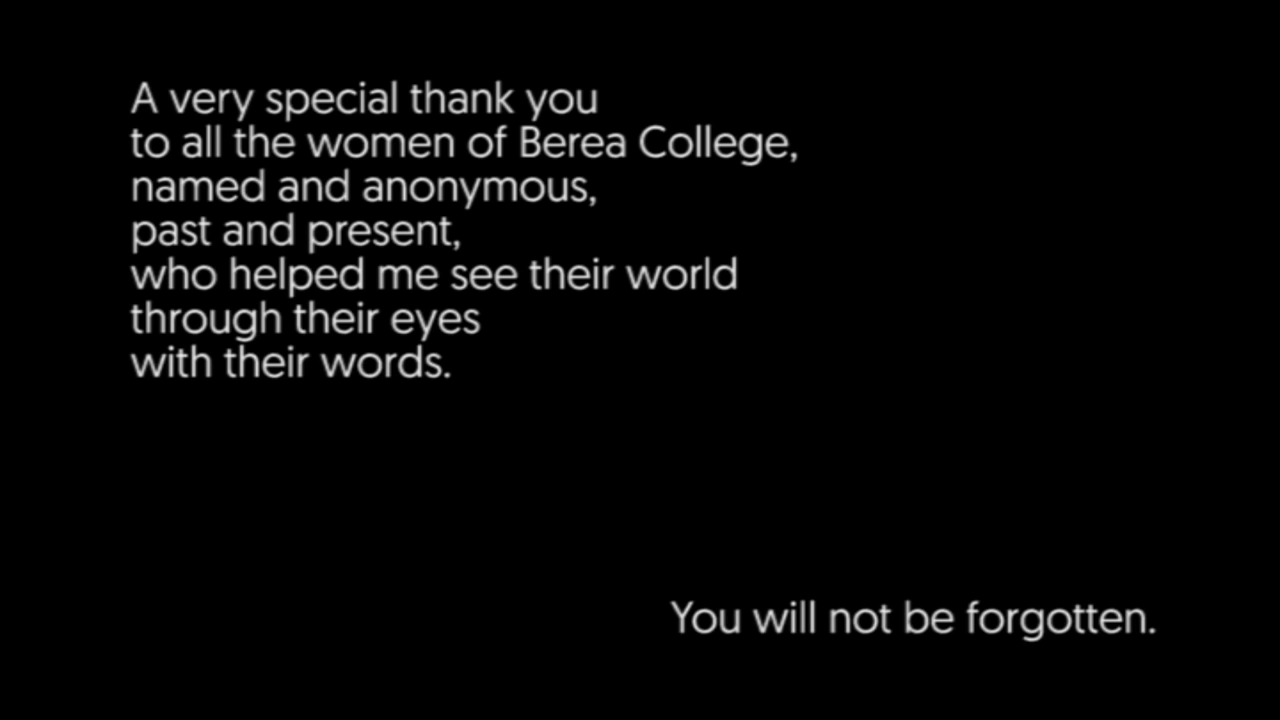 A very special thank you
to all the women of Berea College,
named and anonymous,
past and present,
who helped me see their world
through their eyes
with their words.
You will not be forgotten.